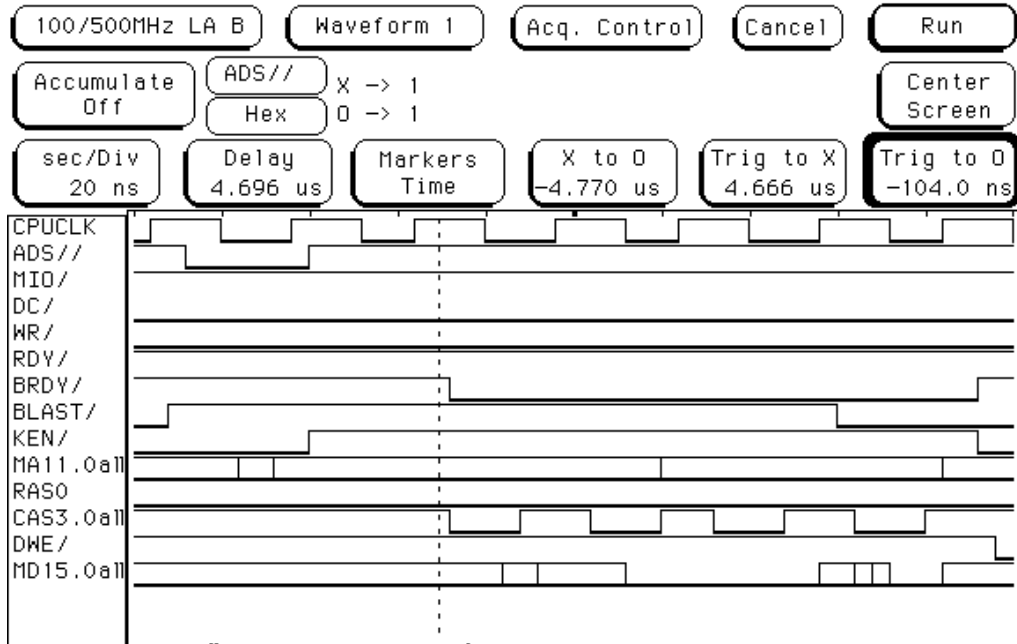 100/500MHz LA B Waveform 1 Acq. Control Cancel Run
Accumulate Off ADS// X -> 1 Center Screen
Hex O -> 1
sec/Div Delay Markers X to O Trig to X Trig to O
20 ns 4.696 us Time -4.770 us 4.666 us -104.0 ns
CPUCLK
ADS//
MIO/
DC/
WR/
RDY/
BRDY/
BLAST/
KEN/
MA11.0all
RAS0
CAS3.0all
DWE/
MD15.0all